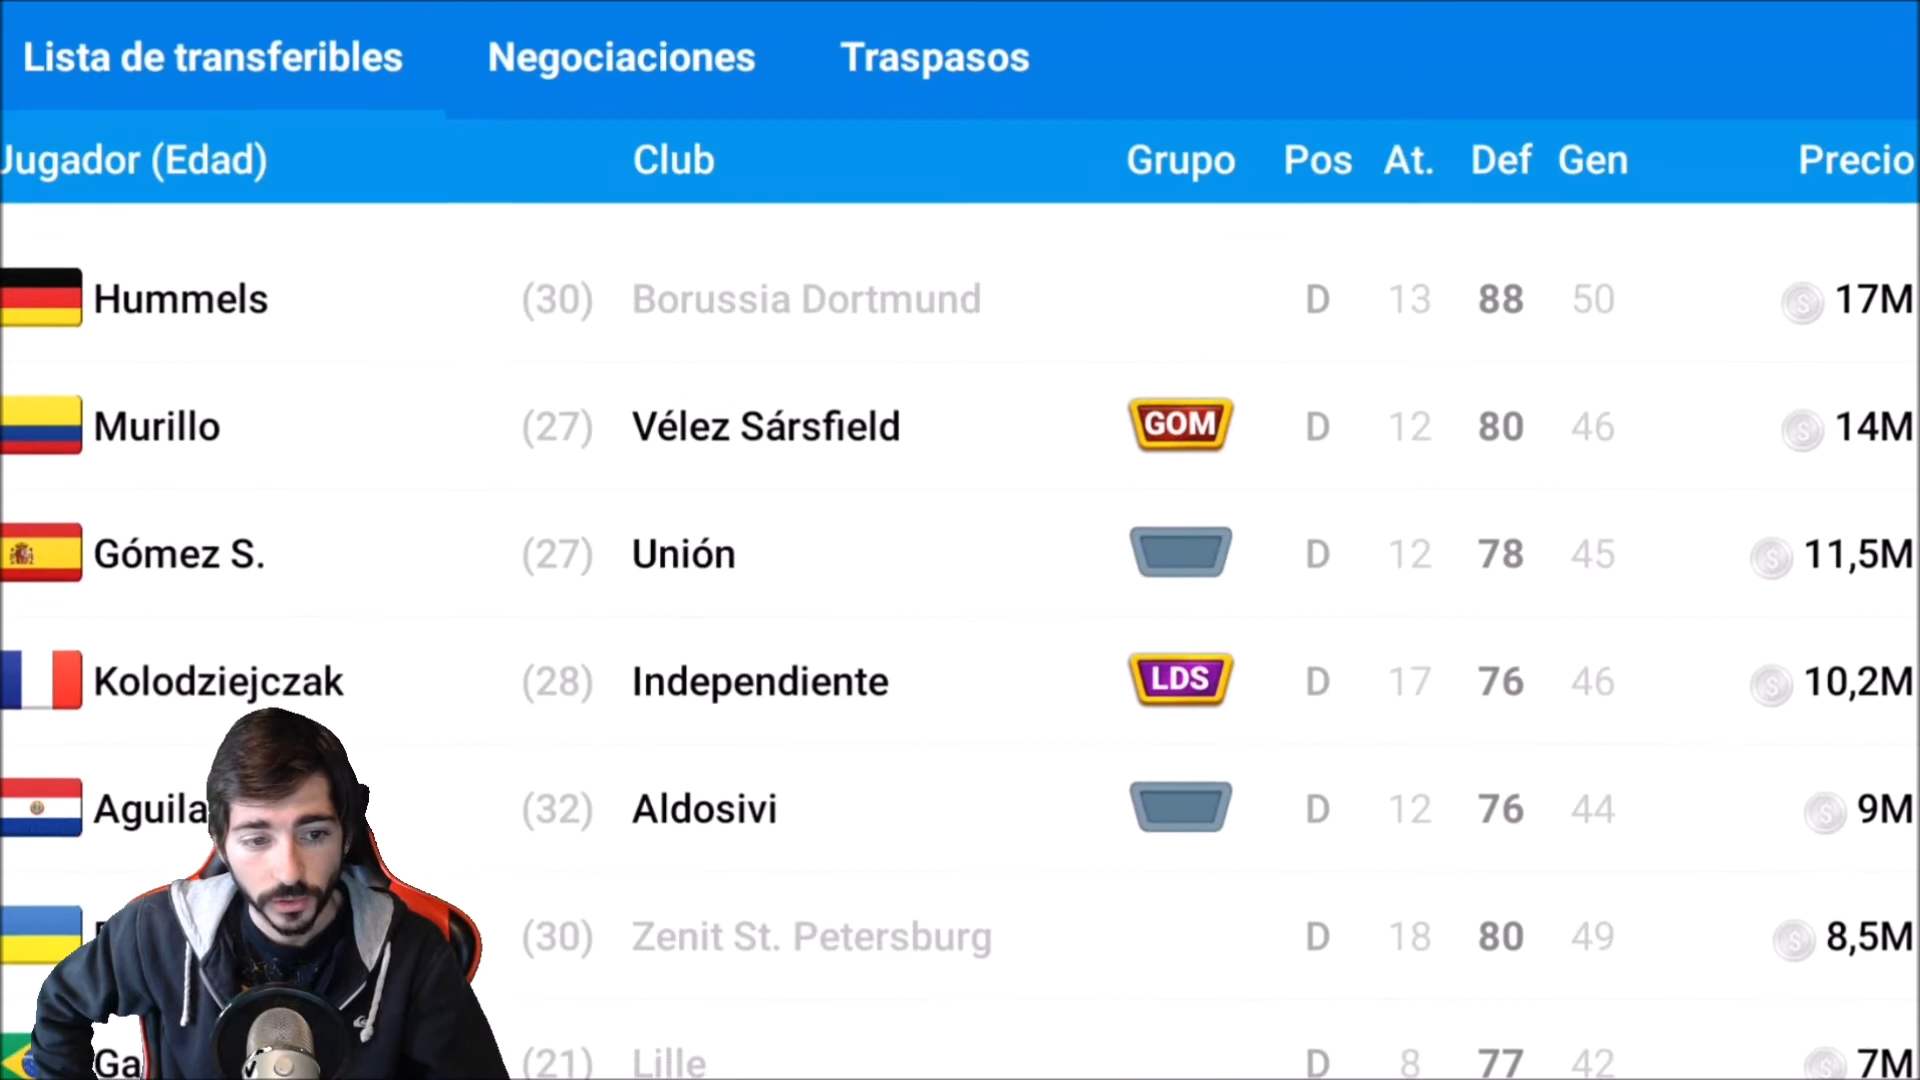 Lista de transferibles Negociaciones Traspasos
Jugador (Edad) Club Grupo Pos At. Def Gen Precio
Hummels (30) Borussia Dortmund D 13 88 50 17M
Murillo (27) Vélez Sársfield GOM D 12 80 46 14M
Gómez S. (27) Unión D 12 78 45 11,5M
Kolodziejczak (28) Independiente LDS D 17 76 46 10,2M
Aguila (32) Aldosivi D 12 76 44 9M
(30) Zenit St. Petersburg D 18 80 49 8,5M
Ga (21) Lille D 8 77 42 7M